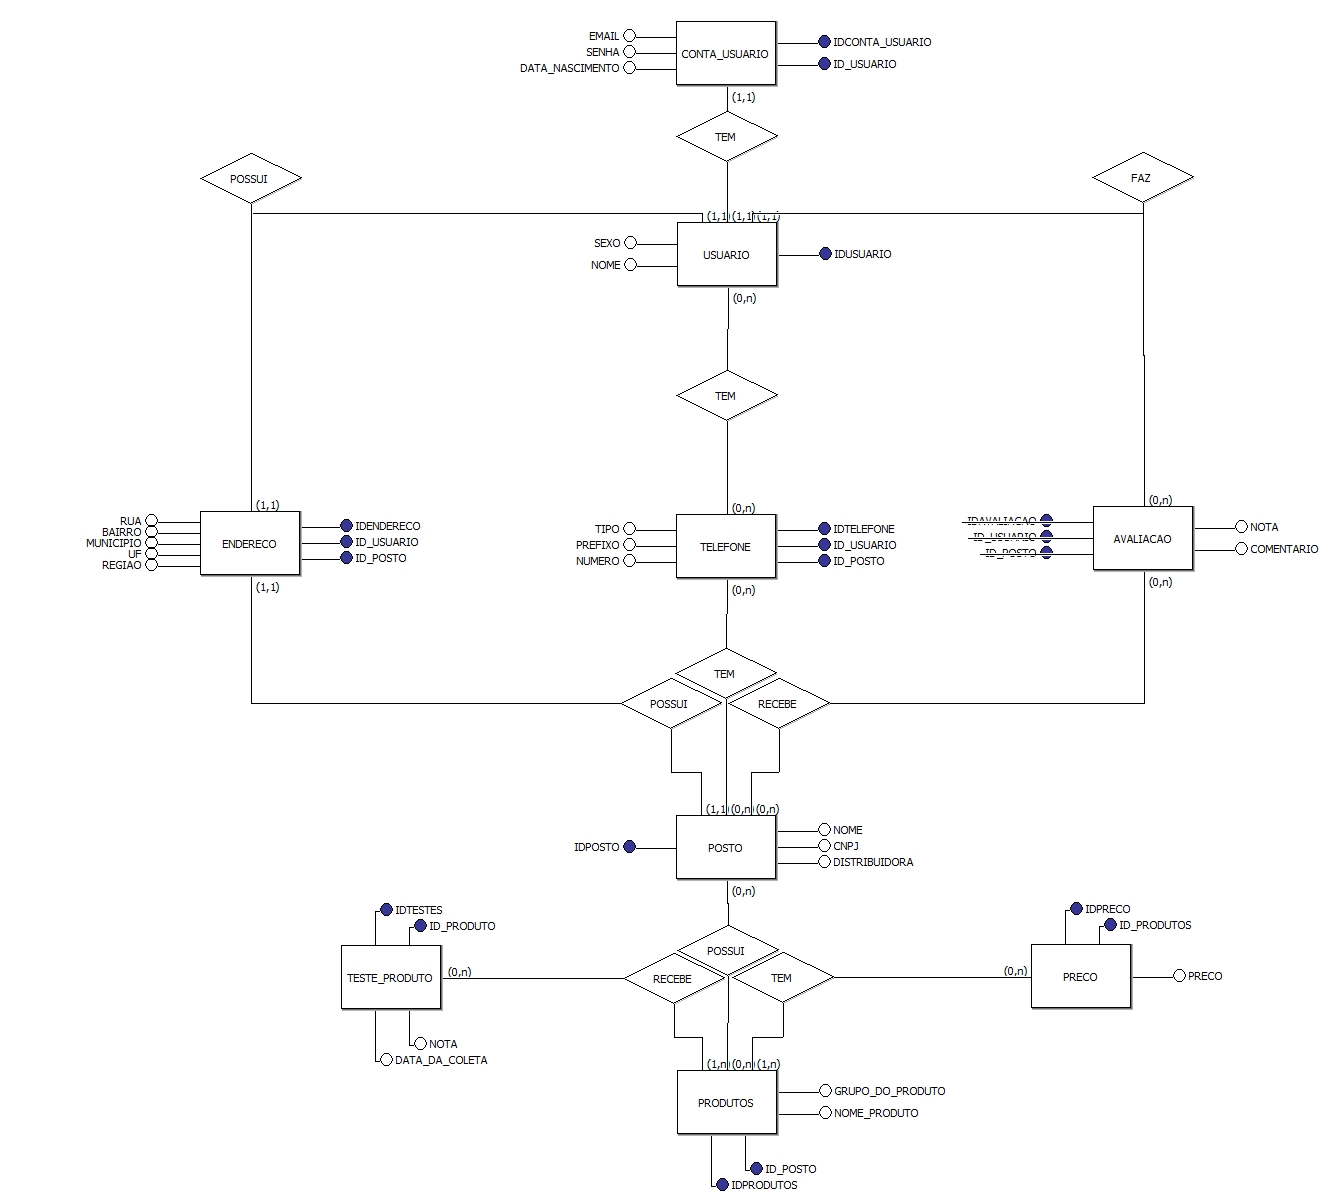 EMAIL
SENHA
DATA_NASCIMENTO
CONTA_USUARIO
IDCONTA_USUARIO
ID_USUARIO
(1,1)
TEM
POSSUI
FAZ
(1,1) (1,1) (1,1)
SEXO
NOME
USUARIO
IDUSUARIO
(0,n)
TEM
(1,1)
RUA
BAIRRO
MUNICIPIO
UF
REGIAO
ENDERECO
IDENDERECO
ID_USUARIO
ID_POSTO
(1,1)
(0,n)
TIPO
PREFIXO
NUMERO
TELEFONE
IDTELEFONE
ID_USUARIO
ID_POSTO
(0,n)
(0,n)
IDAVALIACAO
ID_USUARIO
ID_POSTO
AVALIACAO
NOTA
COMENTARIO
(0,n)
TEM
POSSUI
RECEBE
(1,1) (0,n) (0,n)
IDPOSTO
POSTO
NOME
CNPJ
DISTRIBUIDORA
(0,n)
IDTESTES
ID_PRODUTO
TESTE_PRODUTO
(0,n)
NOTA
DATA_DA_COLETA
POSSUI
RECEBE
TEM
IDPRECO
ID_PRODUTOS
(0,n)
PRECO
PRECO
(1,n) (0,n) (1,n)
PRODUTOS
GRUPO_DO_PRODUTO
NOME_PRODUTO
ID_POSTO
IDPRODUTOS